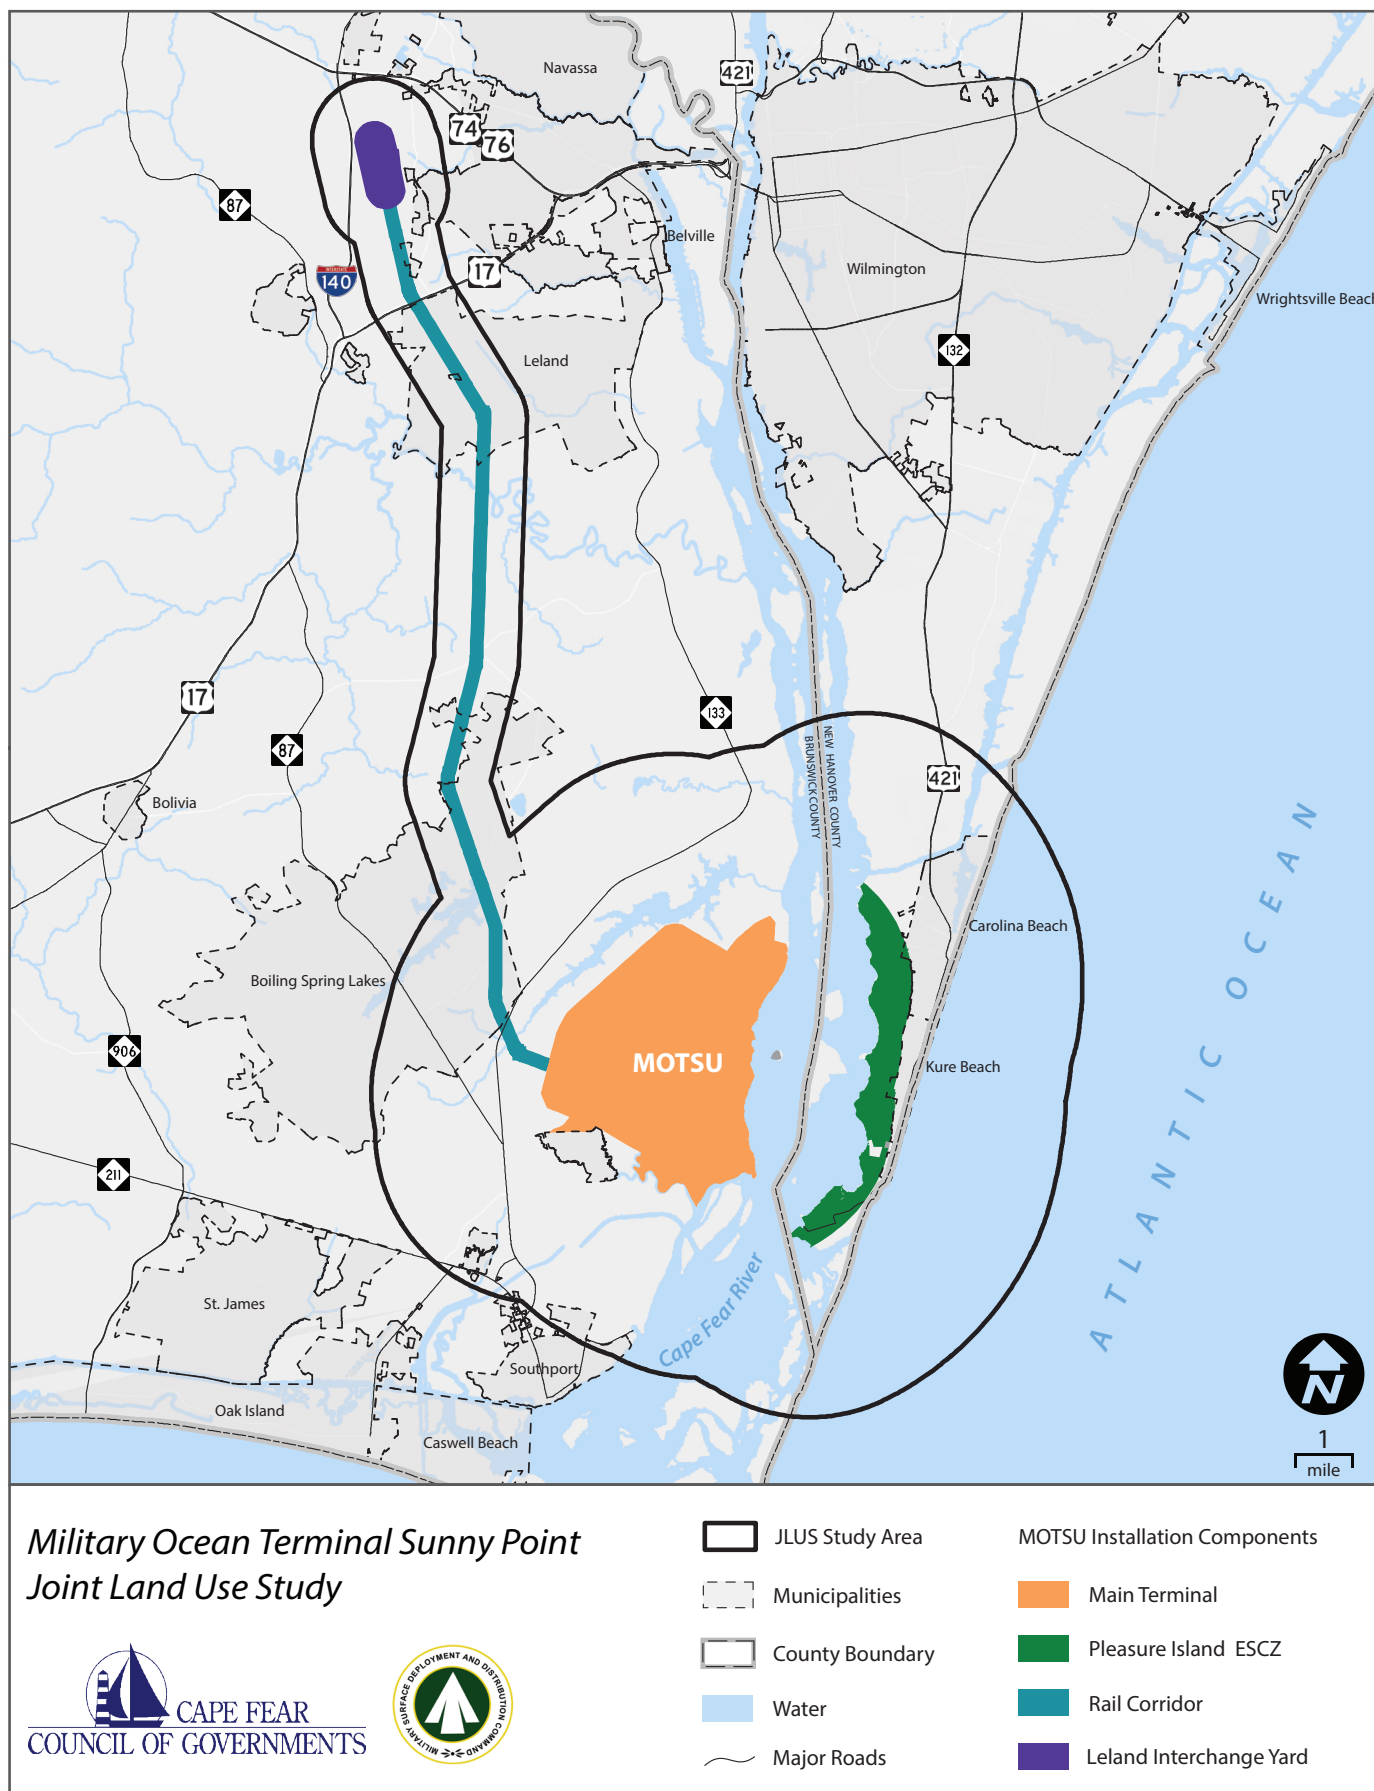 Navassa
421
74
76
87
Belville
17
140
Wilmington
Wrightsville Beach
132
Leland
17
133
87
NEW HANOVER COUNTY
BRUNSWICK COUNTY
421
Bolivia
ATLANTIC OCEAN
Carolina Beach
Boiling Spring Lakes
906
MOTSU
Kure Beach
211
St. James
Cape Fear River
Southport
Oak Island
Caswell Beach
N
1
mile
Military Ocean Terminal Sunny Point
Joint Land Use Study
CAPE FEAR
COUNCIL OF GOVERNMENTS
MILITARY SURFACE DEPLOYMENT AND DISTRIBUTION COMMAND
JLUS Study Area
Municipalities
County Boundary
Water
Major Roads
MOTSU Installation Components
Main Terminal
Pleasure Island ESCZ
Rail Corridor
Leland Interchange Yard